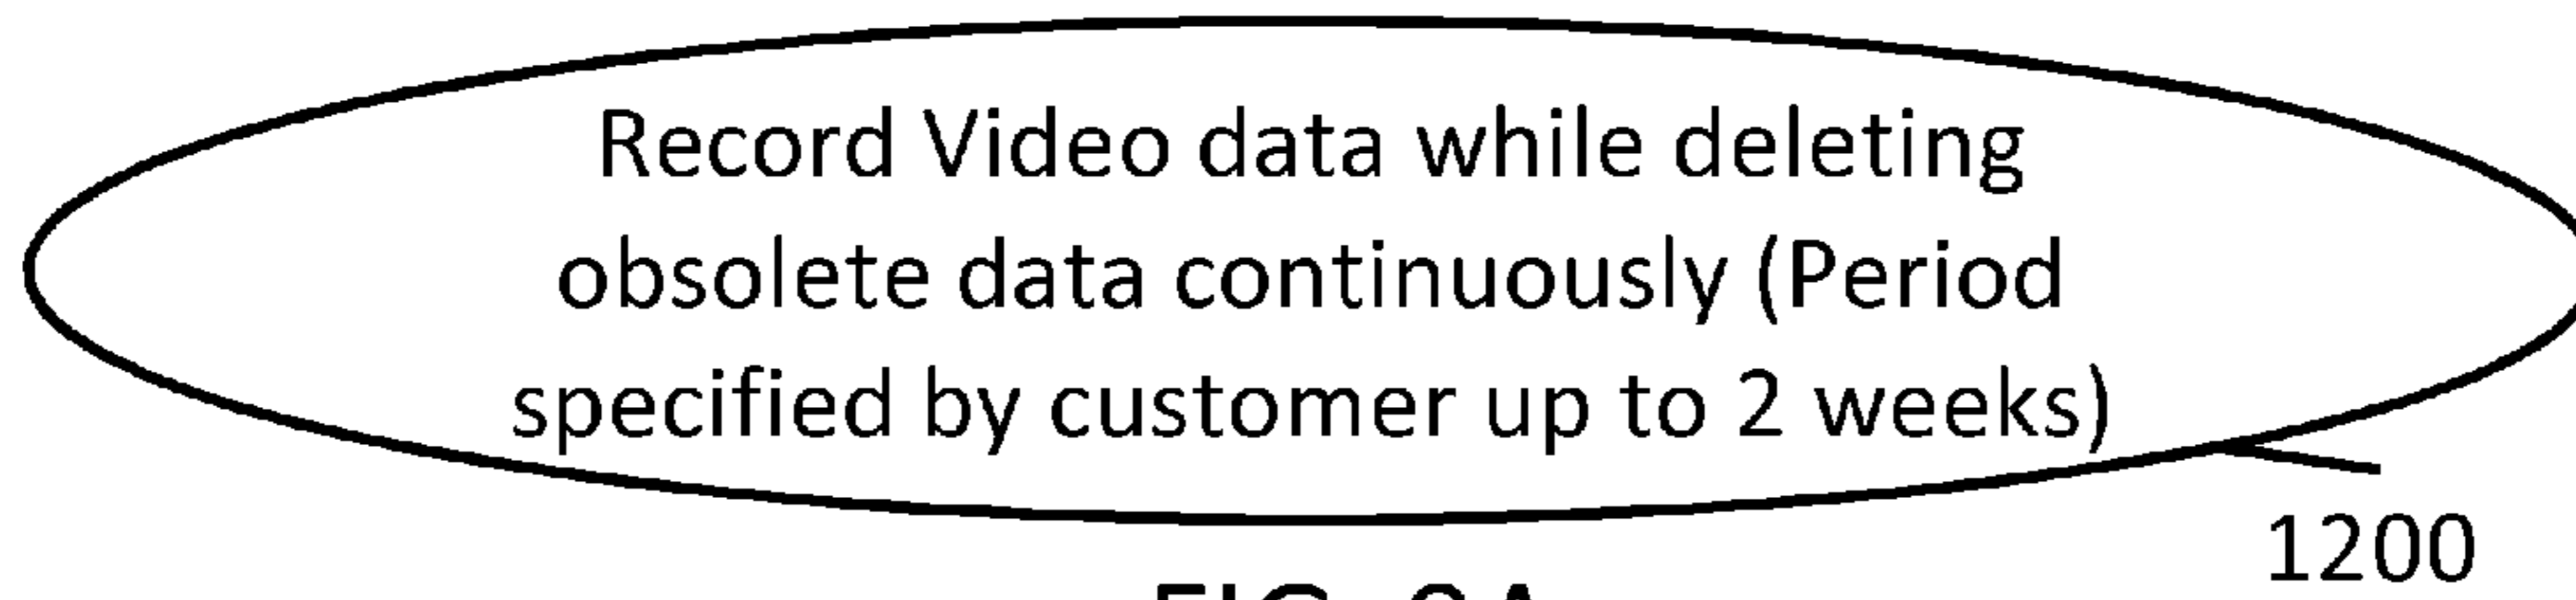 Record Video data while deleting
obsolete data continuously (Period
specified by customer up to 2 weeks)
1200